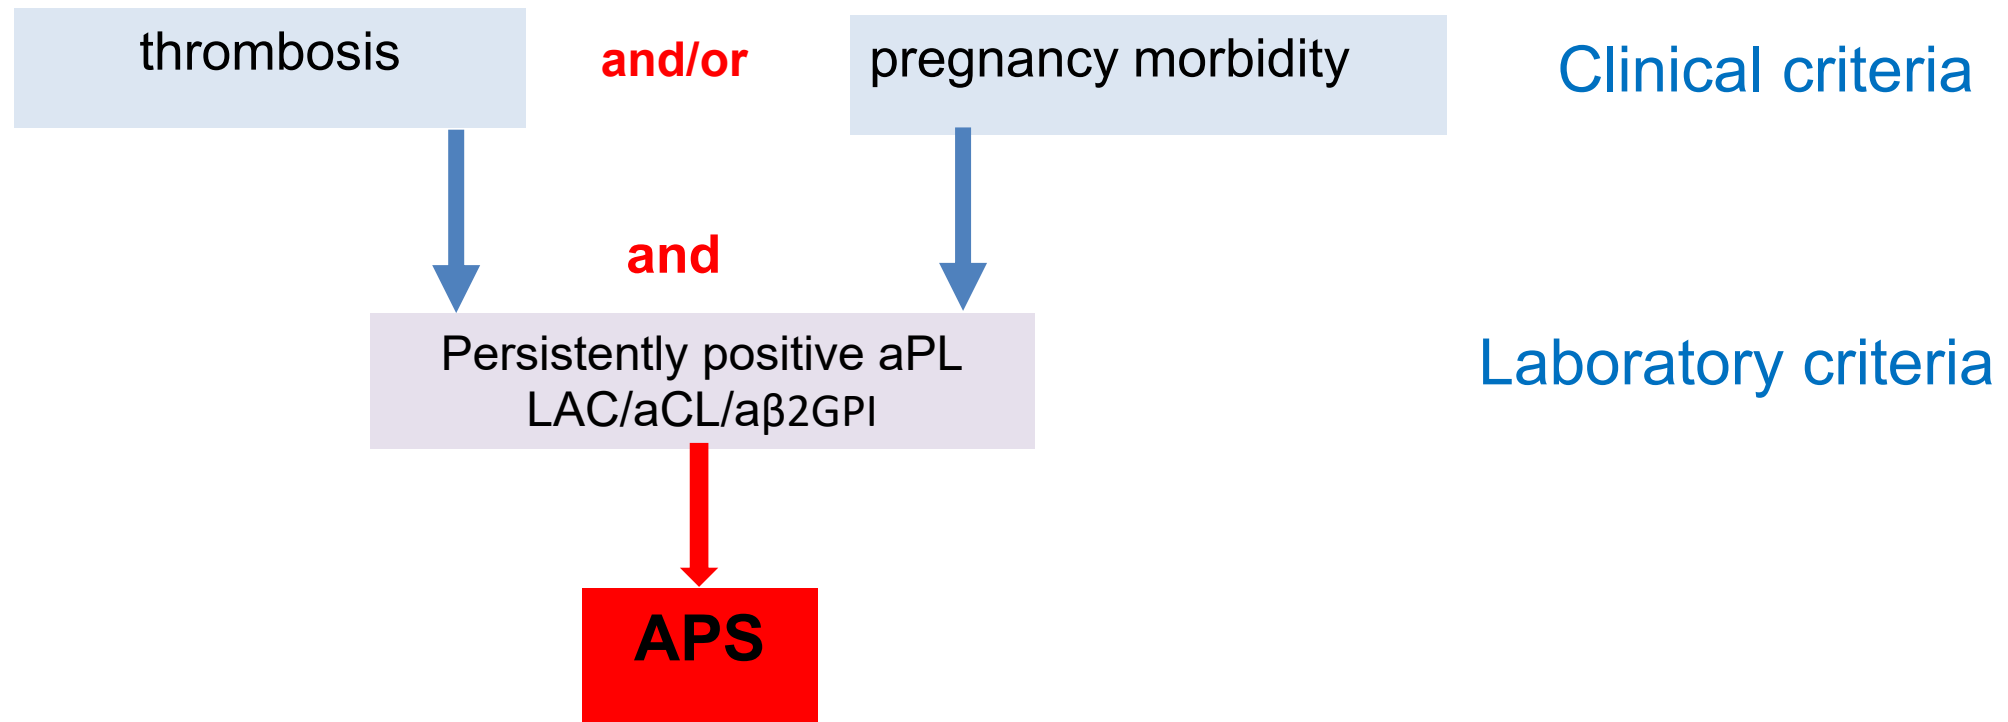 thrombosis
and/or
pregnancy morbidity
Clinical criteria
and
Persistently positive aPL
LAC/aCL/aβ2GPI
Laboratory criteria
APS